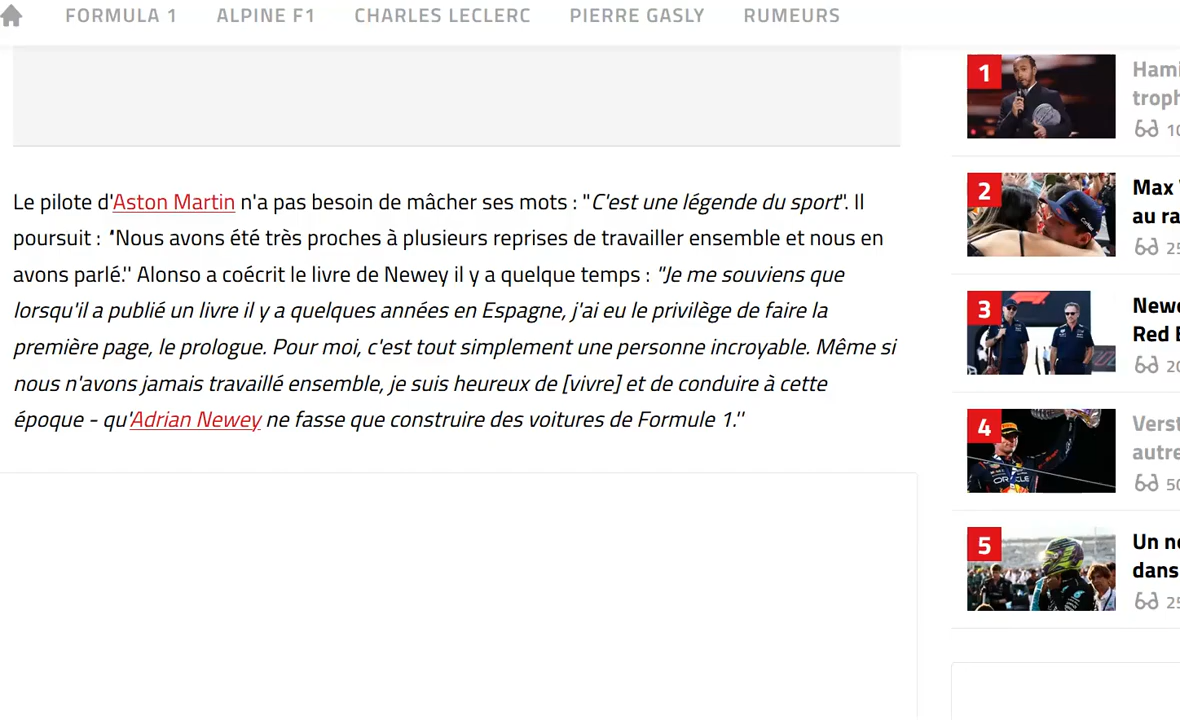 FORMULA 1 ALPINE F1 CHARLES LECLERC PIERRE GASLY RUMEURS
Le pilote d'Aston Martin n'a pas besoin de mâcher ses mots : "C'est une légende du sport". Il
poursuit : "Nous avons été très proches à plusieurs reprises de travailler ensemble et nous en
avons parlé." Alonso a coécrit le livre de Newey il y a quelque temps : "Je me souviens que
lorsqu'il a publié un livre il y a quelques années en Espagne, j'ai eu le privilège de faire la
première page, le prologue. Pour moi, c'est tout simplement une personne incroyable. Même si
nous n'avons jamais travaillé ensemble, je suis heureux de [vivre] et de conduire à cette
époque - qu'Adrian Newey ne fasse que construire des voitures de Formule 1."
1
Hami
troph
10
2
Max
au ra
25
3
Newe
Red B
20
4
Verst
autre
50
ORACLE
5
Un no
dans
25